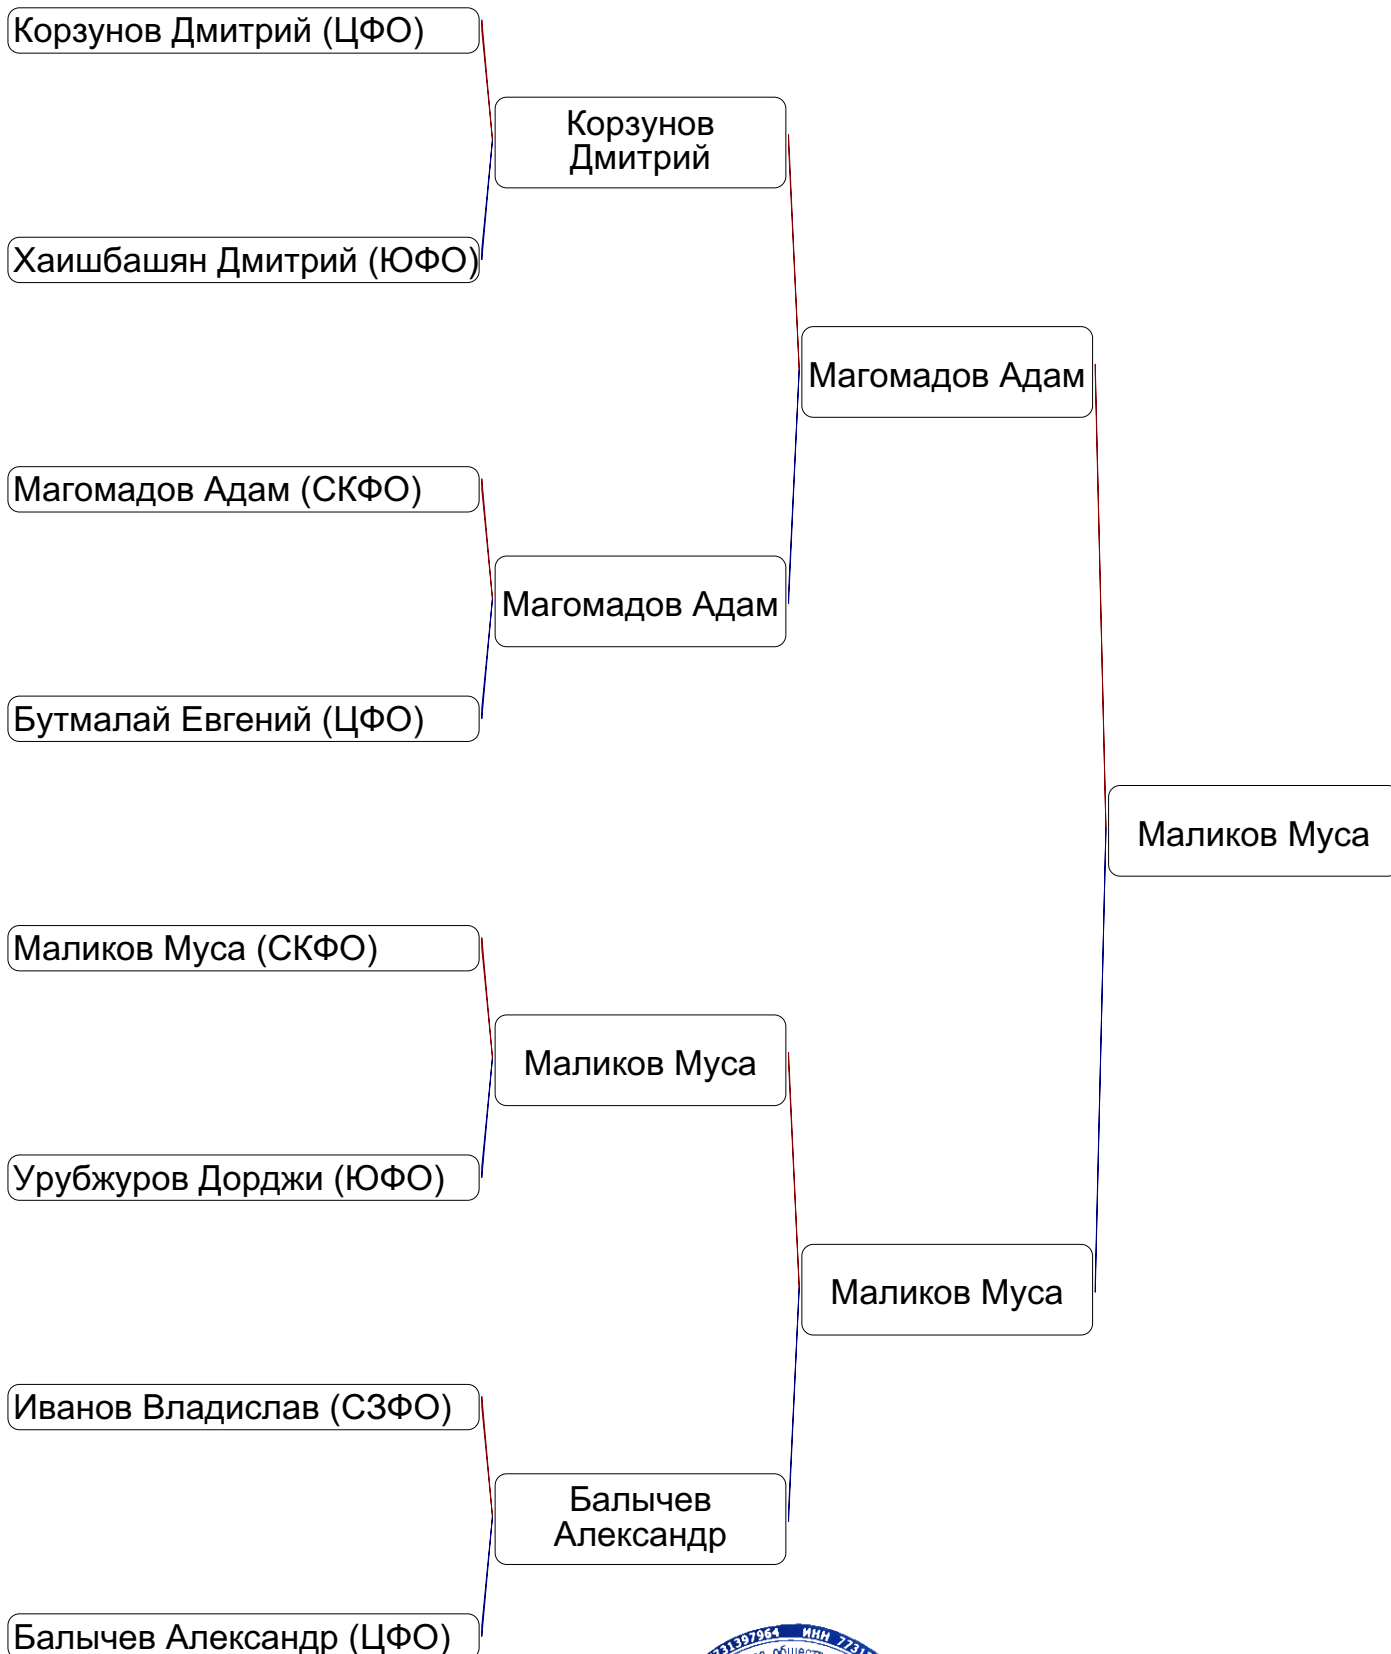 Корзунов Дмитрий (ЦФО)
Корзунов
Дмитрий
Хаишбашян Дмитрий (ЮФО)
Магомадов Адам
Магомадов Адам (СКФО)
Магомадов Адам
Бутмалай Евгений (ЦФО)
Маликов Муса
Маликов Муса (СКФО)
Маликов Муса
Урубжуров Дорджи (ЮФО)
Маликов Муса
Иванов Владислав (СЗФО)
Балычев
Александр
Балычев Александр (ЦФО)
ИНН